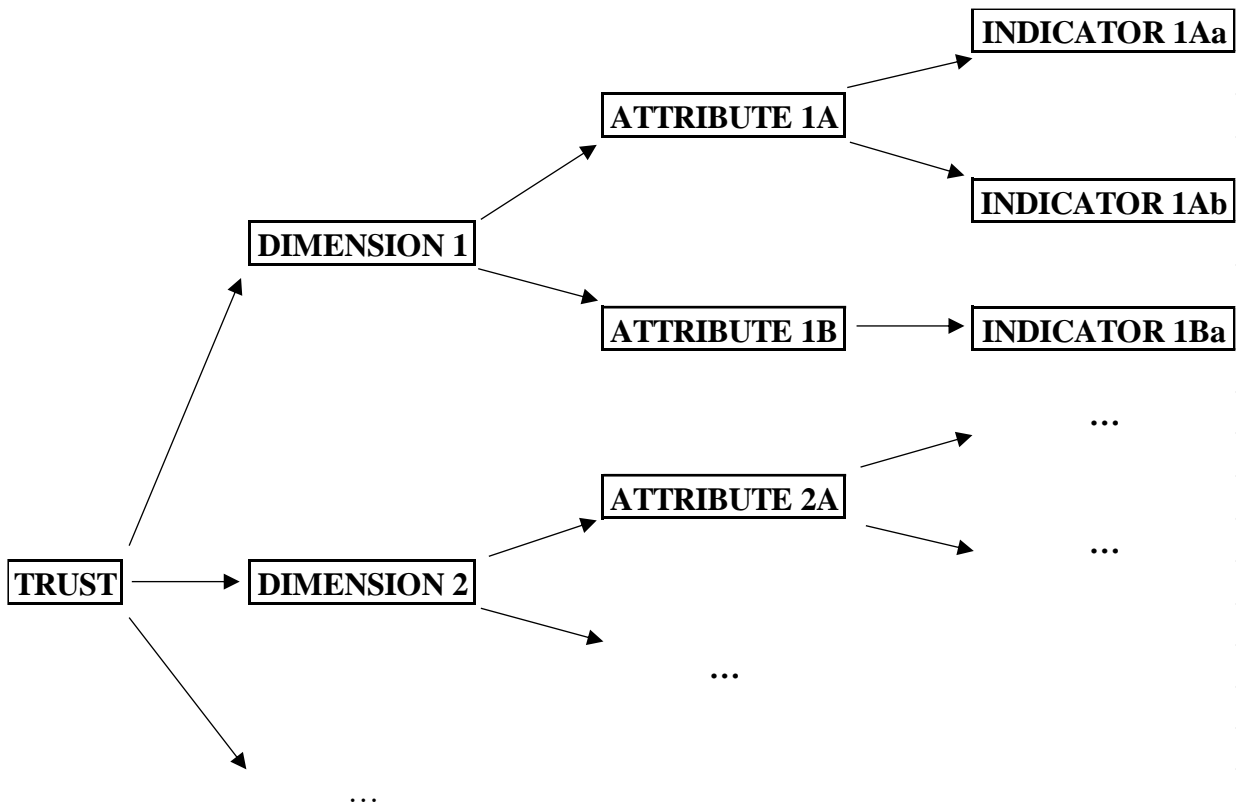 INDICATOR 1Aa
ATTRIBUTE 1A
INDICATOR 1Ab
DIMENSION 1
ATTRIBUTE 1B
INDICATOR 1Ba
...
ATTRIBUTE 2A
...
TRUST
DIMENSION 2
...
...